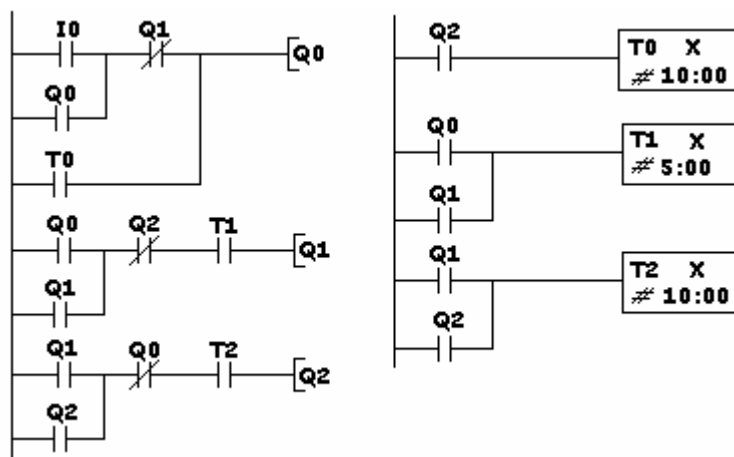 I0 Q1
Q0
Q0
T0
Q0 Q2 T1
Q1
Q1
Q1 Q0 T2
Q2
Q2
Q2
T0 X
# 10:00
Q0
T1 X
# 5:00
Q1
Q1
T2 X
# 10:00
Q2